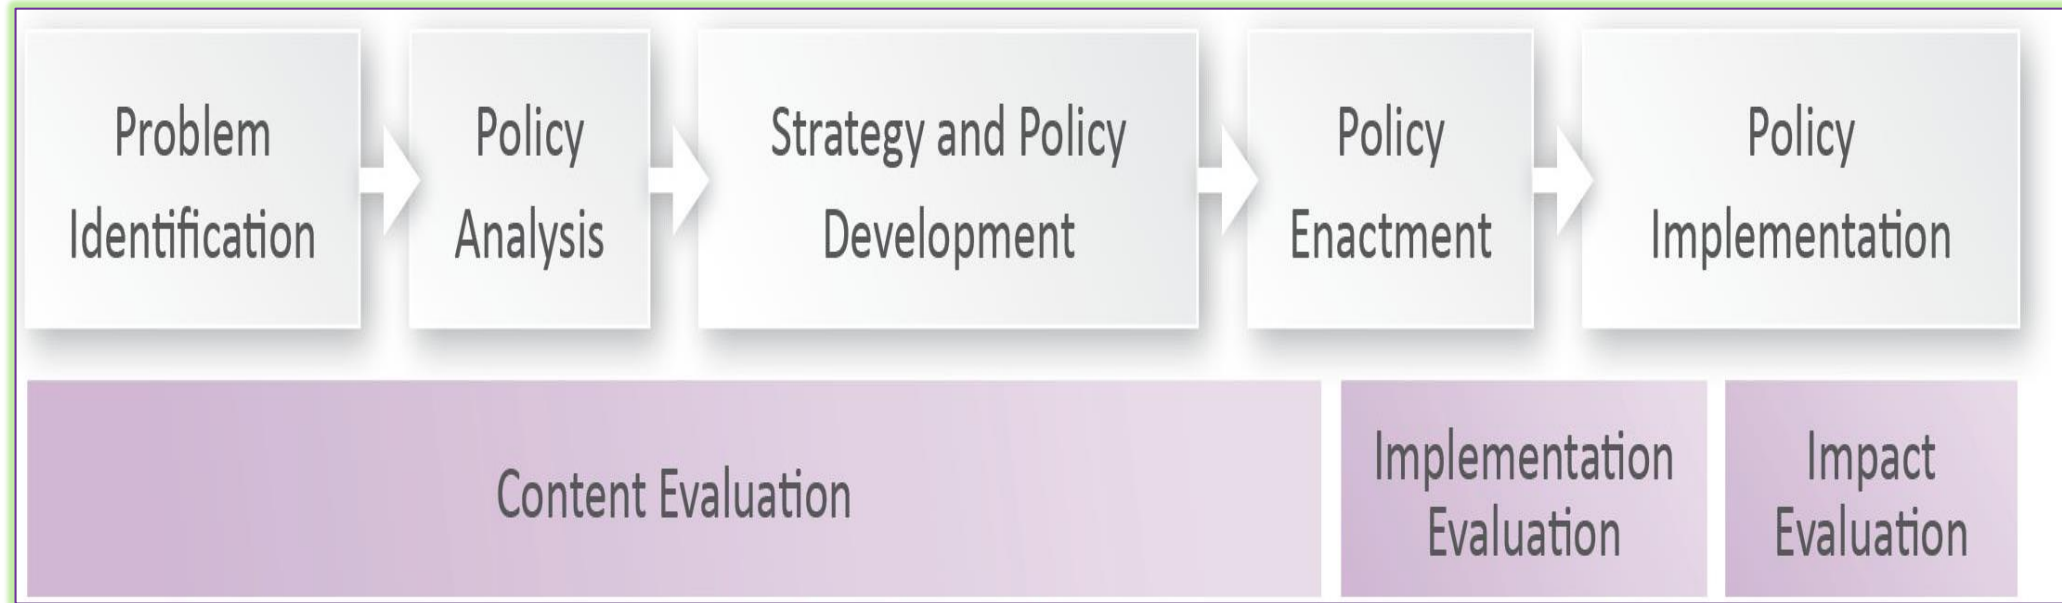 Problem
Identification
Policy
Analysis
Strategy and Policy
Development
Policy
Enactment
Policy
Implementation
Content Evaluation
Implementation
Evaluation
Impact
Evaluation